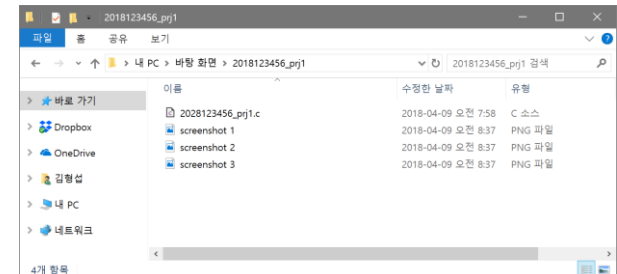 2018123456_prj1
파일 홈 공유 보기
내 PC > 바탕 화면 > 2018123456_prj1
2018123456_prj1 검색
이름 수정한 날짜 유형
바로 가기
Dropbox
OneDrive
김형섭
내 PC
네트워크
2028123456_prj1.c 2018-04-09 오전 7:58 C 소스
screenshot 1 2018-04-09 오전 8:37 PNG 파일
screenshot 2 2018-04-09 오전 8:37 PNG 파일
screenshot 3 2018-04-09 오전 8:37 PNG 파일
4개 항목